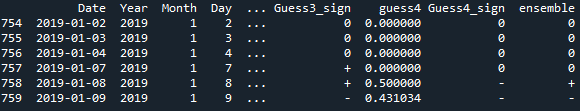 Date Year Month Day ... Guess3_sign guess4 Guess4_sign ensemble
754 2019-01-02 2019 1 2 ... 0 0.000000 0 0
755 2019-01-03 2019 1 3 ... 0 0.000000 0 0
756 2019-01-04 2019 1 4 ... 0 0.000000 0 0
757 2019-01-07 2019 1 7 ... + 0.000000 0 0
758 2019-01-08 2019 1 8 ... + 0.500000 - +
759 2019-01-09 2019 1 9 ... - 0.431034 - -